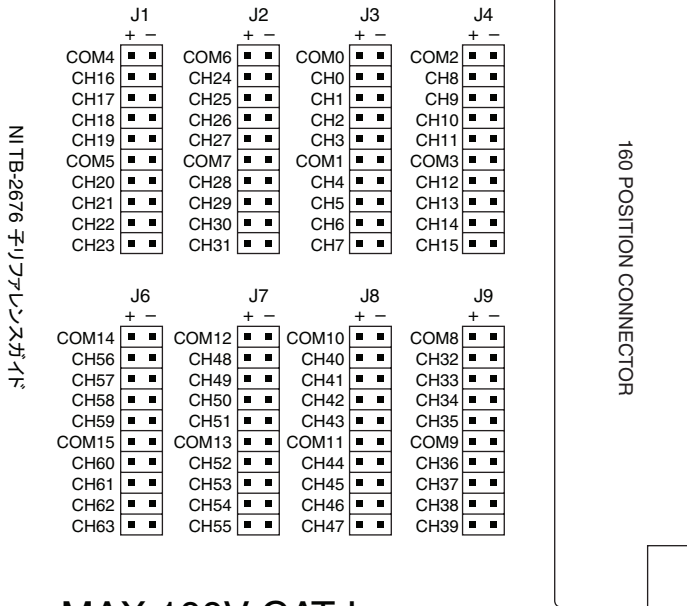 J1 J2 J3 J4
+ − + − + − + −
COM4 COM6 COM0 COM2
CH16 CH24 CH0 CH8
CH17 CH25 CH1 CH9
CH18 CH26 CH2 CH10
CH19 CH27 CH3 CH11
COM5 COM7 COM1 COM3
CH20 CH28 CH4 CH12
CH21 CH29 CH5 CH13
CH22 CH30 CH6 CH14
CH23 CH31 CH7 CH15
J6 J7 J8 J9
+ − + − + − + −
COM14 COM12 COM10 COM8
CH56 CH48 CH40 CH32
CH57 CH49 CH41 CH33
CH58 CH50 CH42 CH34
CH59 CH51 CH43 CH35
COM15 COM13 COM11 COM9
CH60 CH52 CH44 CH36
CH61 CH53 CH45 CH37
CH62 CH54 CH46 CH38
CH63 CH55 CH47 CH39
NI TB-2676 子リファレンスガイド
160 POSITION CONNECTOR